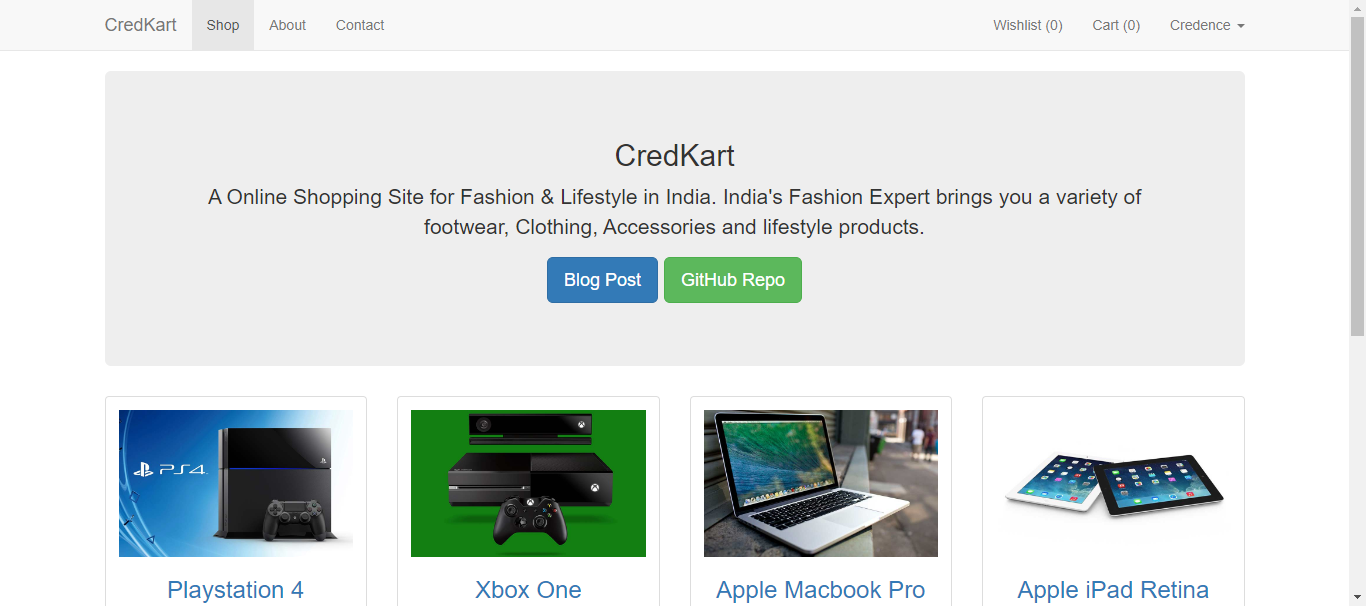 CredKart Shop About Contact Wishlist (0) Cart (0) Credence
CredKart
A Online Shopping Site for Fashion & Lifestyle in India. India's Fashion Expert brings you a variety of
footwear, Clothing, Accessories and lifestyle products.
Blog Post GitHub Repo
PS4
Playstation 4 Xbox One Apple Macbook Pro Apple iPad Retina